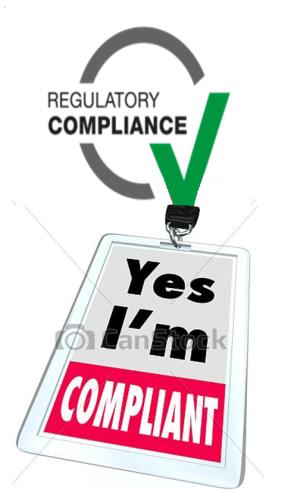 REGULATORY
COMPLIANCE
Yes
I'm
CanStock
COMPLIANT